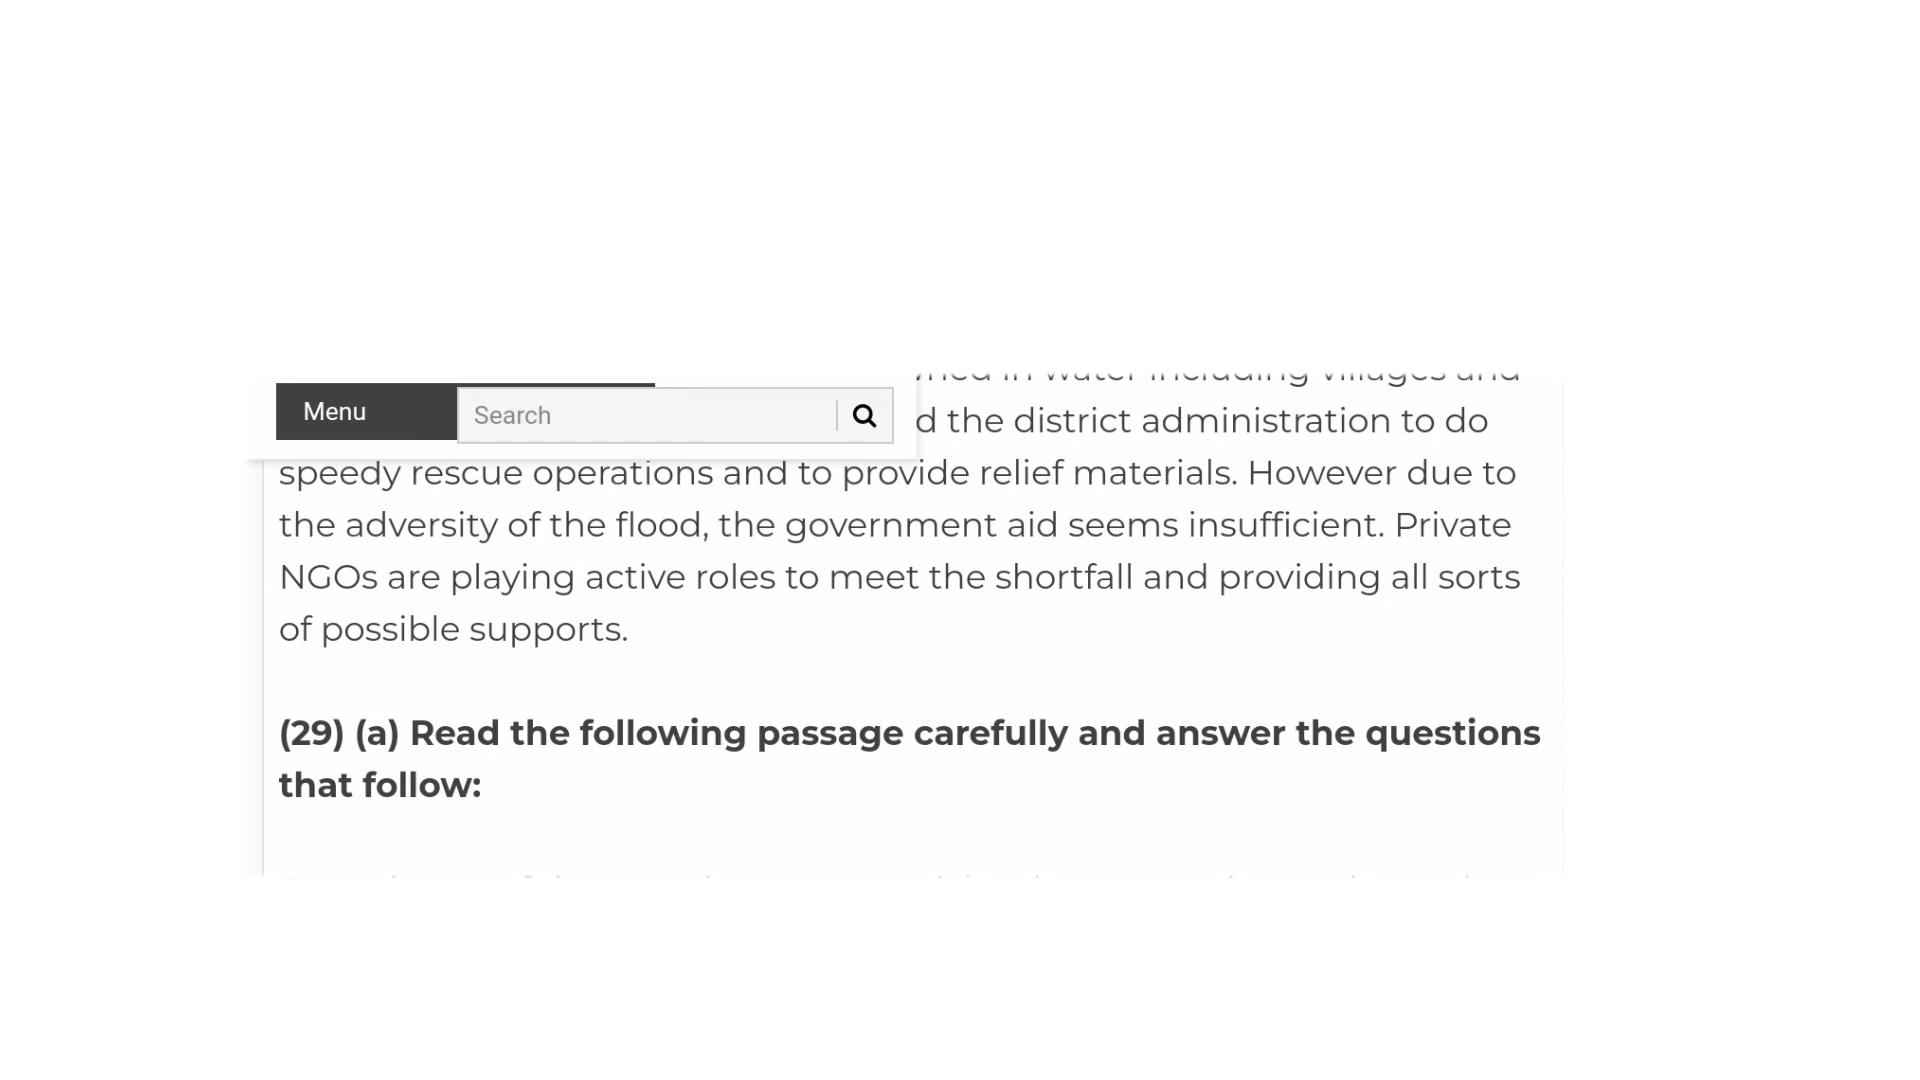 Menu
Search
d the district administration to do
speedy rescue operations and to provide relief materials. However due to
the adversity of the flood, the government aid seems insufficient. Private
NGOs are playing active roles to meet the shortfall and providing all sorts
of possible supports.
(29) (a) Read the following passage carefully and answer the questions
that follow: